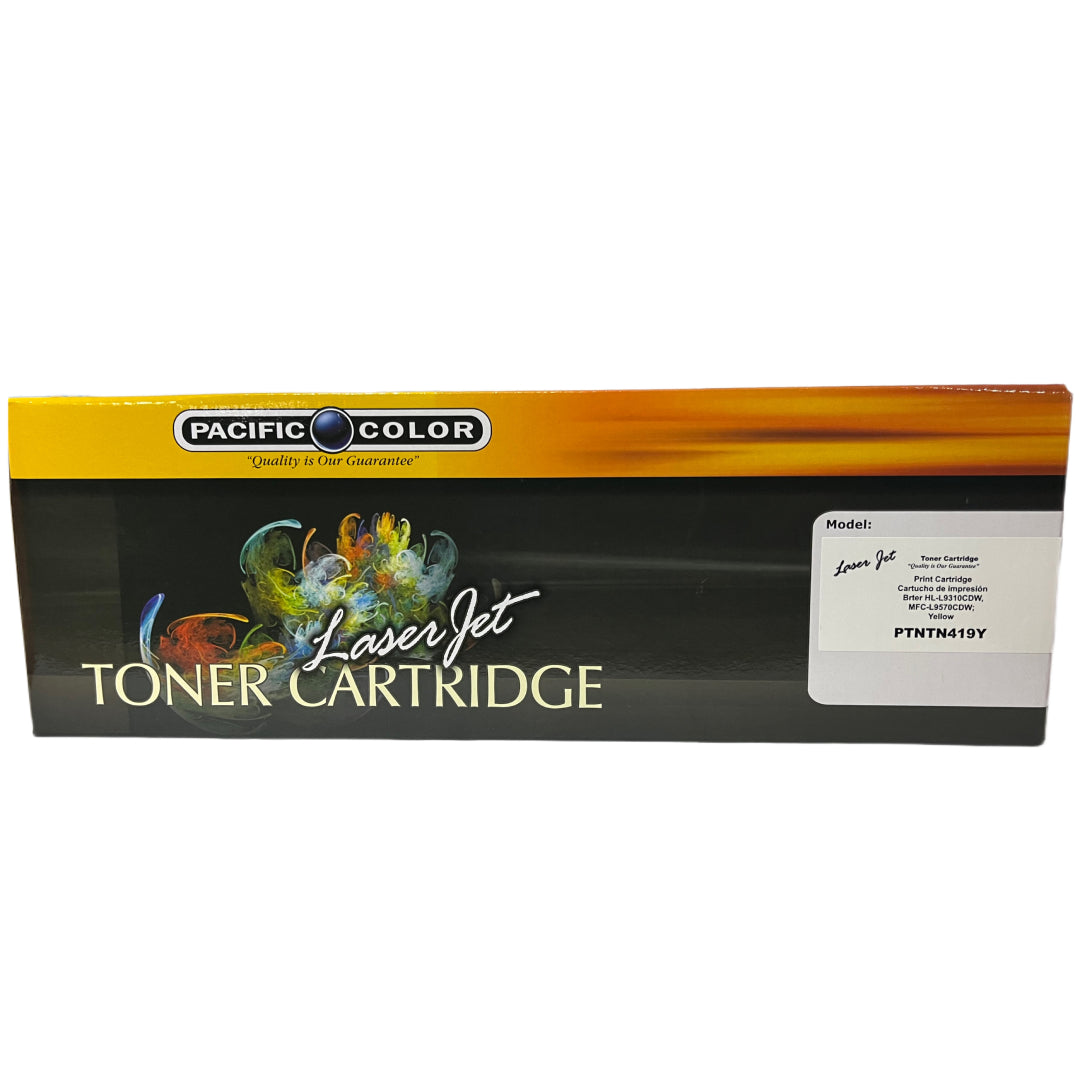 PACIFIC COLOR
"Quality is Our Guarantee"
Laser Jet
TONER CARTRIDGE
Model:
Laser Jet
Toner Cartridge
"Quality is Our Guarantee"
Print Cartridge
Cartucho de impresión
Brter HL-L9310CDW,
MFC-L9570CDW;
Yellow
PTNTN419Y